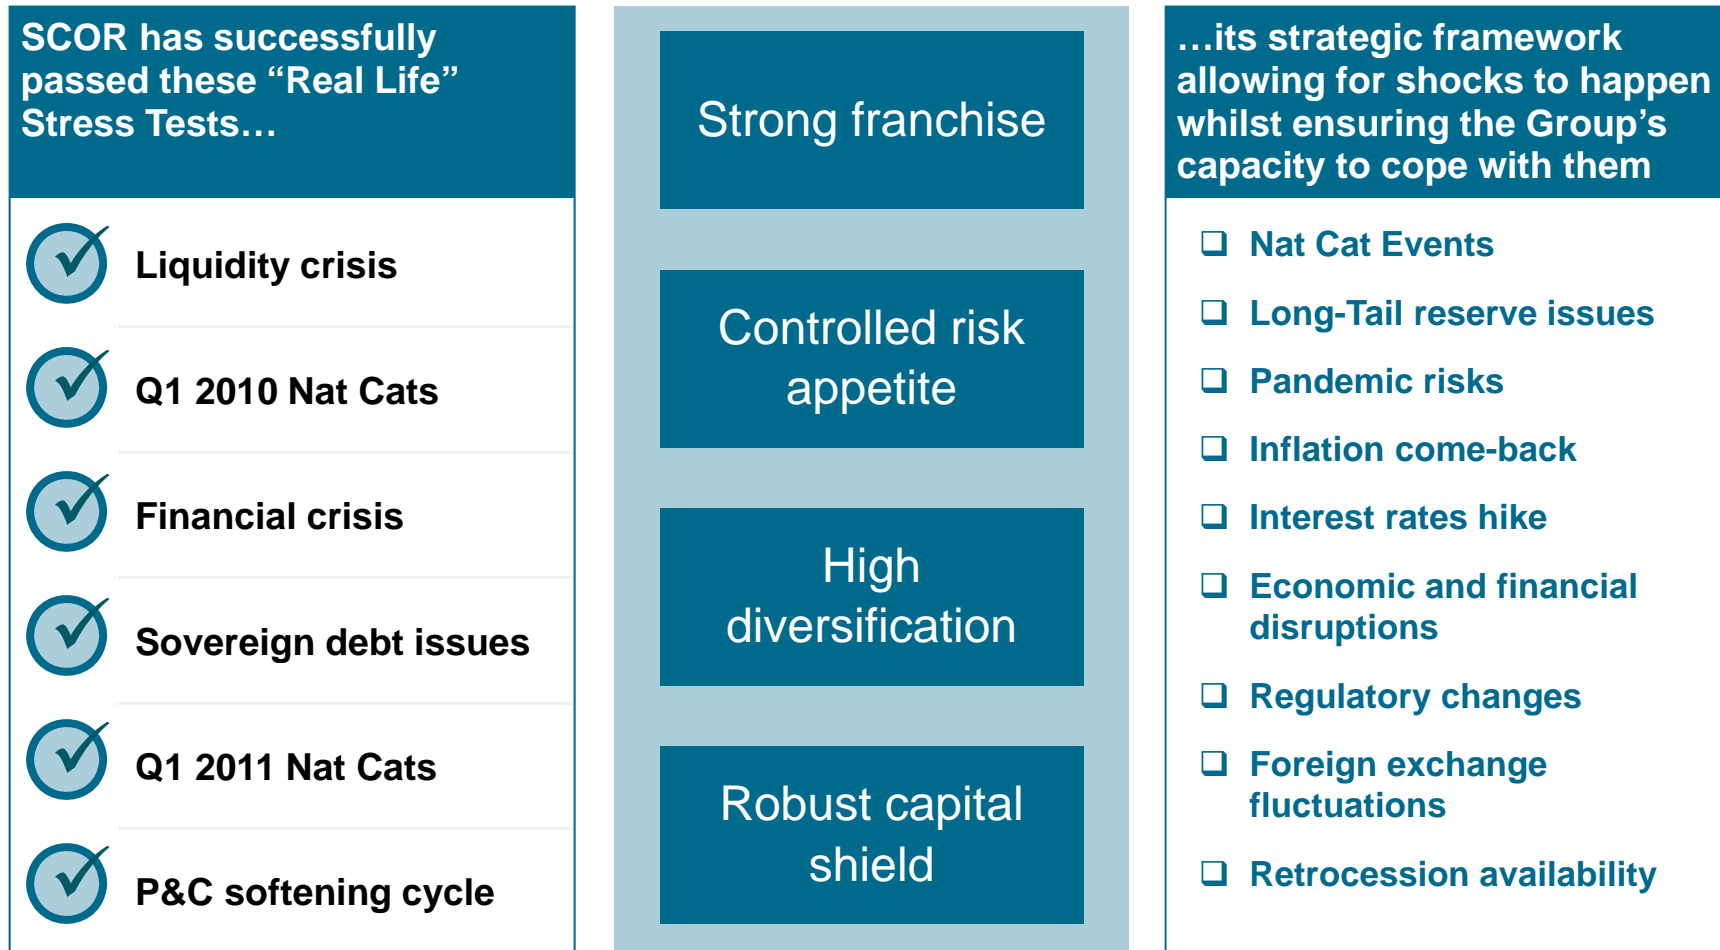 SCOR has successfully
passed these “Real Life”
Stress Tests…
Liquidity crisis
Q1 2010 Nat Cats
Financial crisis
Sovereign debt issues
Q1 2011 Nat Cats
P&C softening cycle
Strong franchise
Controlled risk
appetite
High
diversification
Robust capital
shield
…its strategic framework
allowing for shocks to happen
whilst ensuring the Group’s
capacity to cope with them
Nat Cat Events
Long-Tail reserve issues
Pandemic risks
Inflation come-back
Interest rates hike
Economic and financial
disruptions
Regulatory changes
Foreign exchange
fluctuations
Retrocession availability